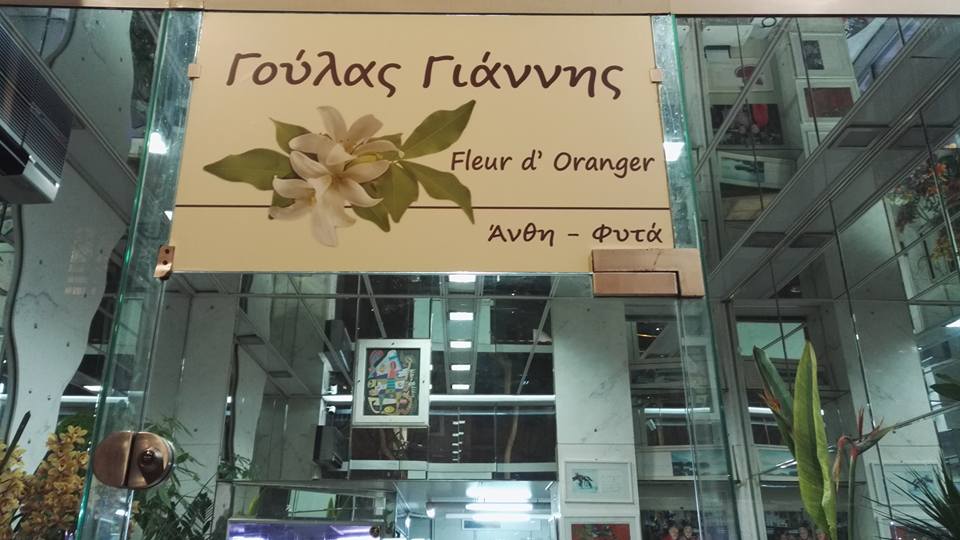 Γούλας Γιάννης
Fleur d' Oranger
Άνθη - Φυτά